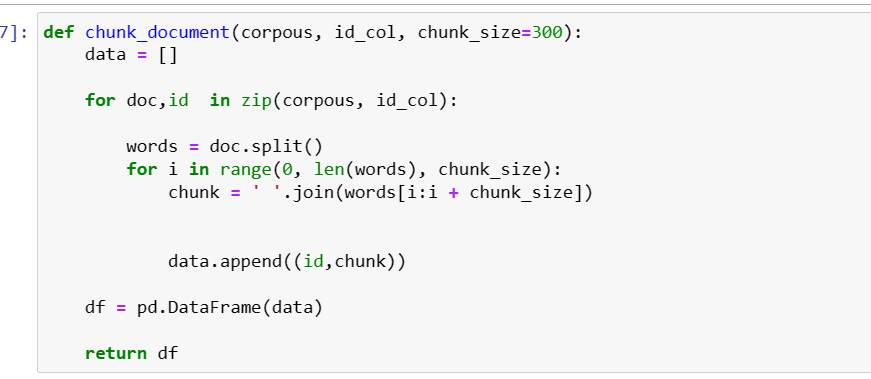 7]: def chunk_document(corpous, id_col, chunk_size=300):
data = []
for doc,id  in zip(corpous, id_col):
words = doc.split()
for i in range(0, len(words), chunk_size):
chunk = ' '.join(words[i:i + chunk_size])
data.append((id,chunk))
df = pd.DataFrame(data)
return df